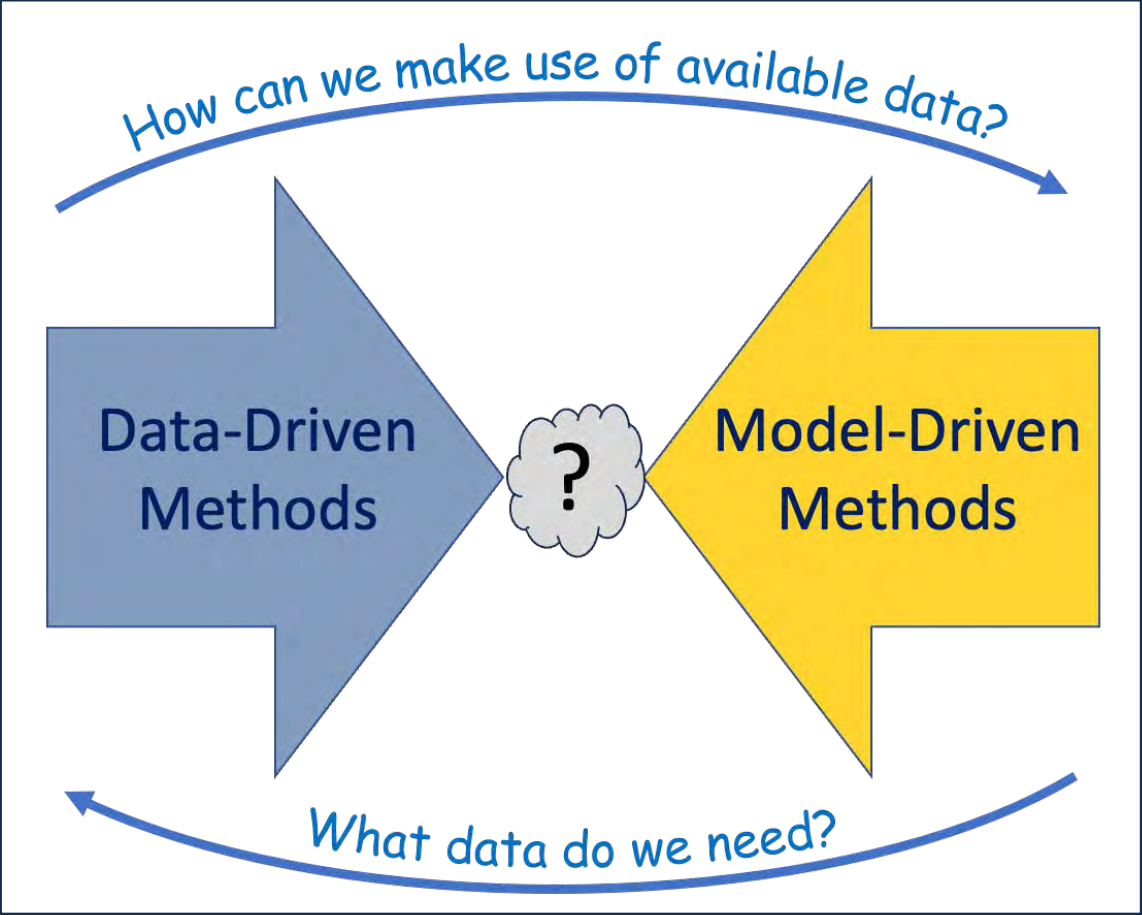 How can we make use of available data?
Data-Driven
Methods
?
Model-Driven
Methods
What data do we need?